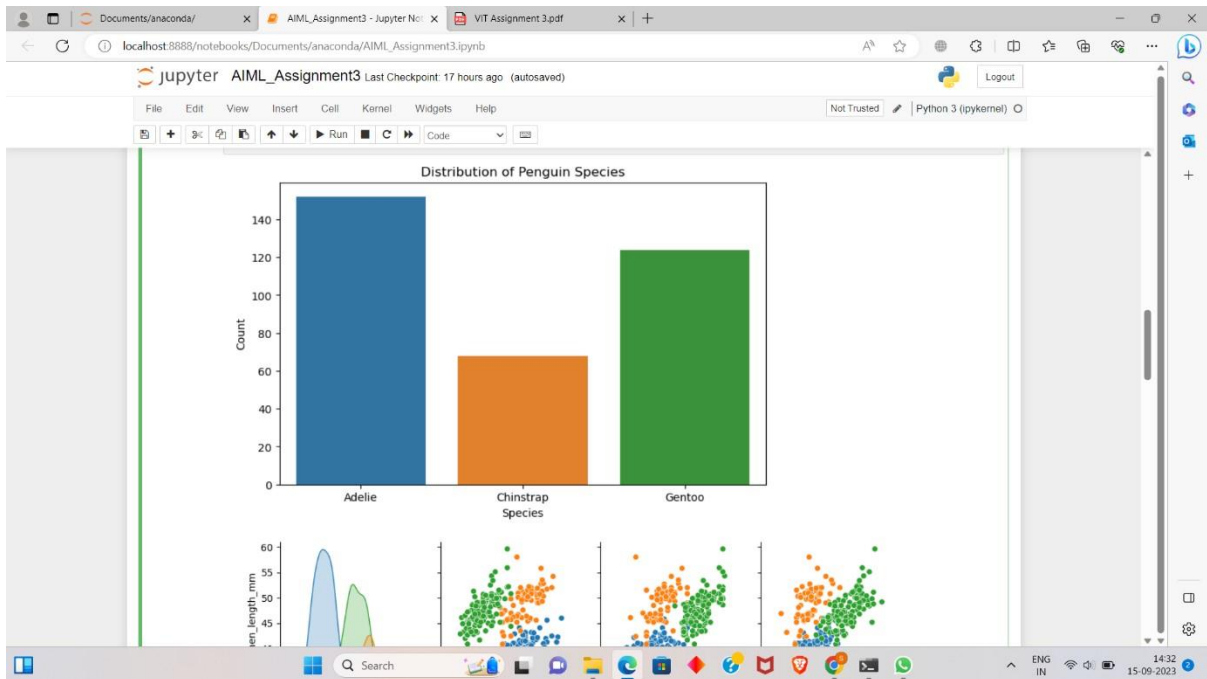 Documents/anaconda/
AIML_Assignment3 - Jupyter Not
VIT Assignment 3.pdf
localhost:8888/notebooks/Documents/anaconda/AIML_Assignment3.ipynb
jupyter AIML_Assignment3 Last Checkpoint: 17 hours ago (autosaved)
Logout
File Edit View Insert Cell Kernel Widgets Help
Not Trusted Python 3 (ipykernel)
Run Code
Distribution of Penguin Species
140
120
100
80
60
40
20
0
Count
Adelie Chinstrap Gentoo
Species
60
55
50
45
en_length_mm
Search
ENG
IN
14:32
15-09-2023
2